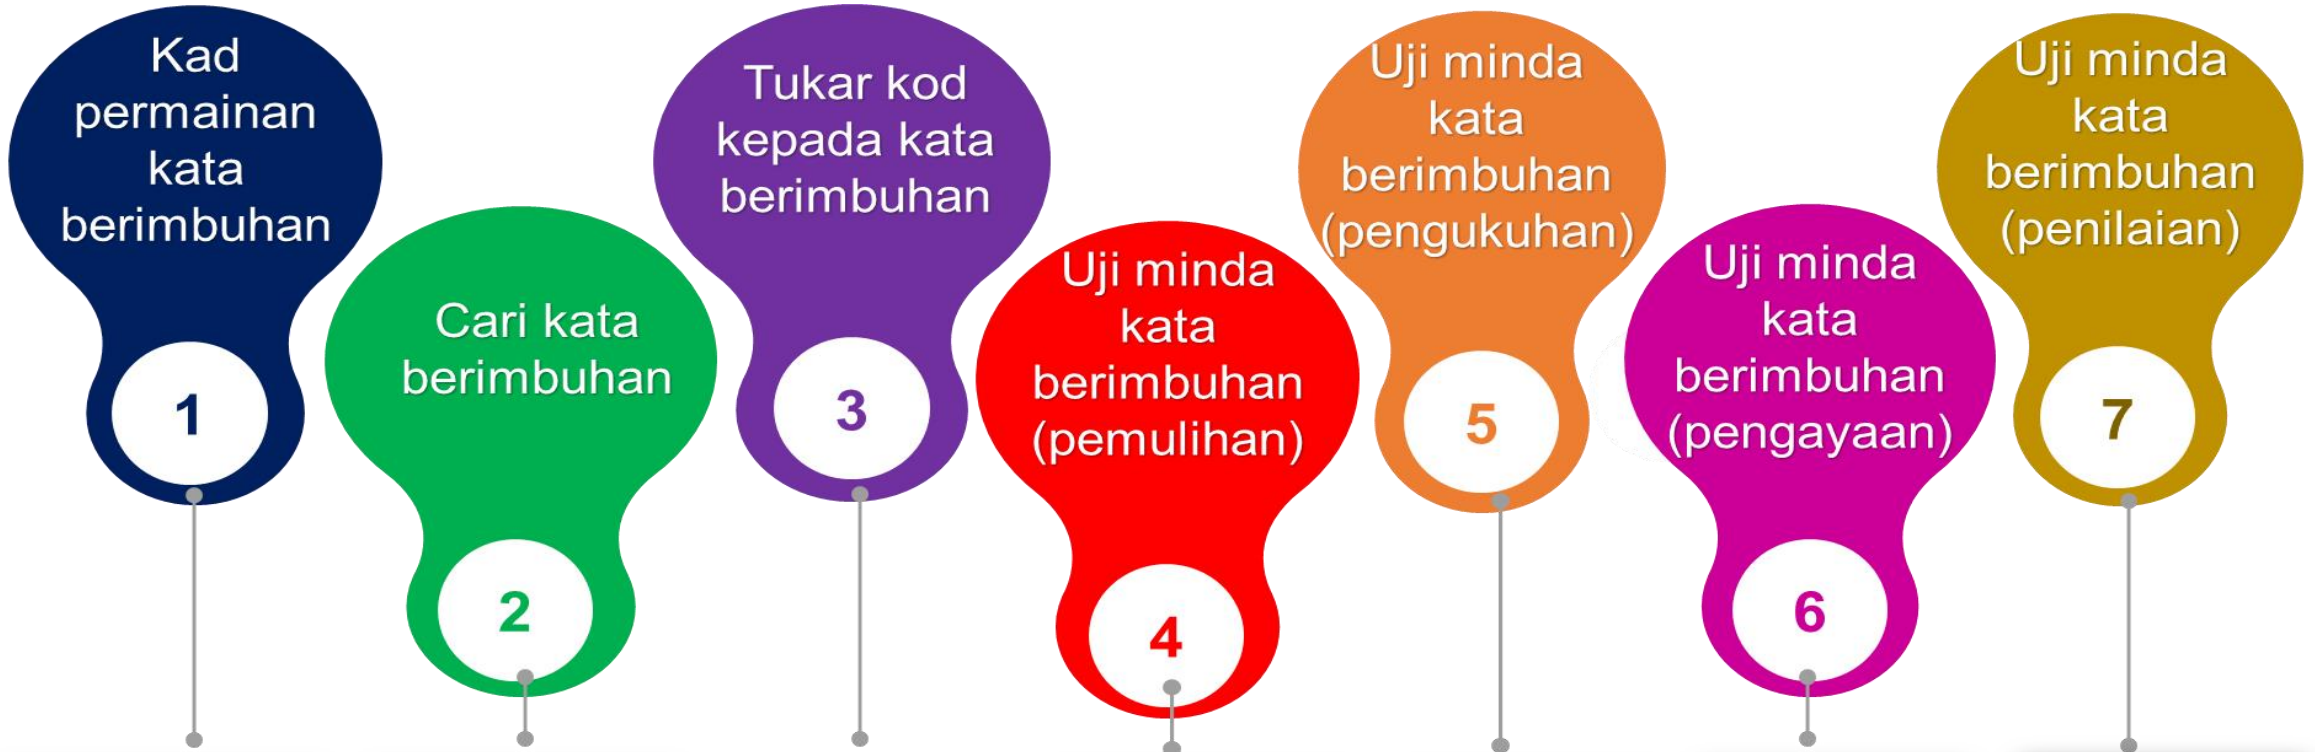 Kad
permainan
kata
berimbuhan
1
Cari kata
berimbuhan
2
Tukar kod
kepada kata
berimbuhan
3
Uji minda
kata
berimbuhan
(pemulihan)
4
Uji minda
kata
berimbuhan
(pengukuhan)
5
Uji minda
kata
berimbuhan
(pengayaan)
6
Uji minda
kata
berimbuhan
(penilaian)
7